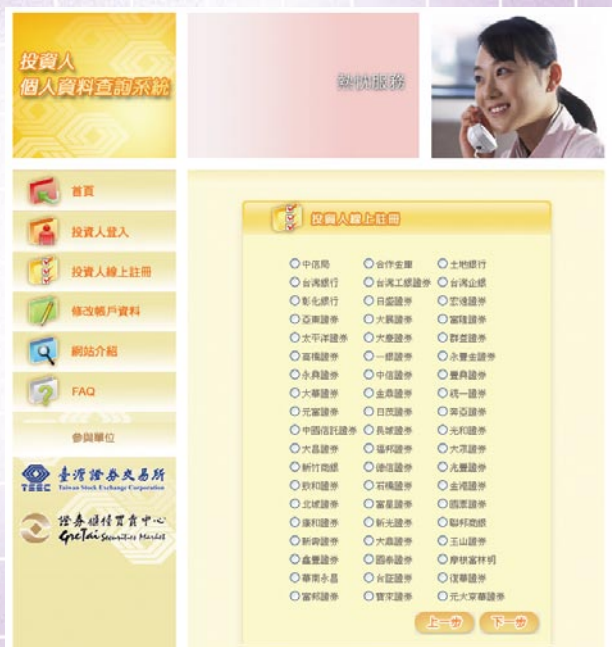 投資人
個人資料查詢系統
熱忱服務
首頁
投資人登入
投資人線上註冊
修改帳戶資料
網站介紹
FAQ
參與單位
臺灣證券交易所
TSEC Taiwan Stock Exchange Corporation
證券櫃檯買賣中心
GreTai Securities Market
投資人線上註冊
中信局 合作金庫 土地銀行
台灣銀行 台灣工銀證券 台灣企銀
彰化銀行 日盛證券 宏遠證券
亞東證券 大展證券 富隆證券
太平洋證券 大慶證券 群益證券
高橋證券 一銀證券 永豐金證券
永興證券 中信證券 豐興證券
大華證券 金鼎證券 統一證券
元富證券 日茂證券 美亞證券
中國信託證券 長城證券 光和證券
大昌證券 福邦證券 大眾證券
新竹商銀 德信證券 兆豐證券
致和證券 石橋證券 金港證券
北城證券 富星證券 國票證券
康和證券 新光證券 聯邦商銀
新壽證券 大鼎證券 玉山證券
鑫豐證券 國泰證券 摩根富林明
華南永昌 台証證券 復華證券
富邦證券 寶來證券 元大京華證券
上一步 下一步